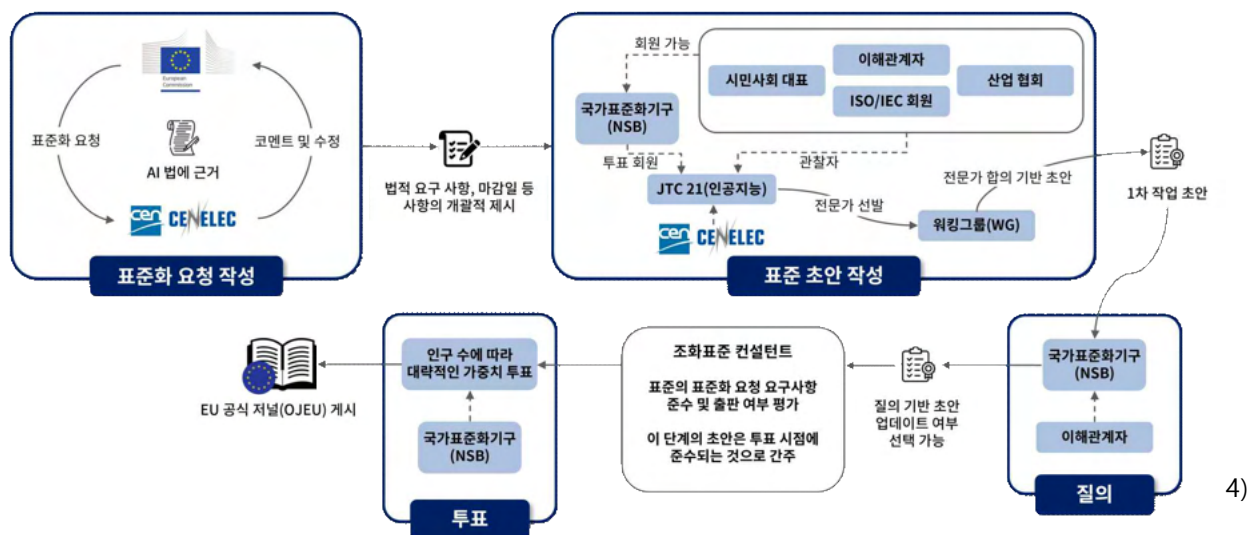 European
Commission
표준화 요청
코멘트 및 수정
AI 법에 근거
cen CENELEC
표준화 요청 작성
법적 요구 사항, 마감일 등
사항의 개괄적 제시
회원 가능
시민사회 대표
이해관계자
산업 협회
ISO/IEC 회원
국가표준화기구
(NSB)
투표 회원
관찰자
JTC 21(인공지능)
전문가 선발
전문가 합의 기반 초안
cen CENELEC
워킹그룹(WG)
표준 초안 작성
1차 작업 초안
국가표준화기구
(NSB)
이해관계자
질의
질의 기반 초안
업데이트 여부
선택 가능
조화표준 컨설턴트
표준의 표준화 요청 요구사항
준수 및 출판 여부 평가
이 단계의 초안은 투표 시점에
준수되는 것으로 간주
인구 수에 따라
대략적인 가중치 투표
국가표준화기구
(NSB)
투표
EU 공식 저널(OJEU) 게시
4)